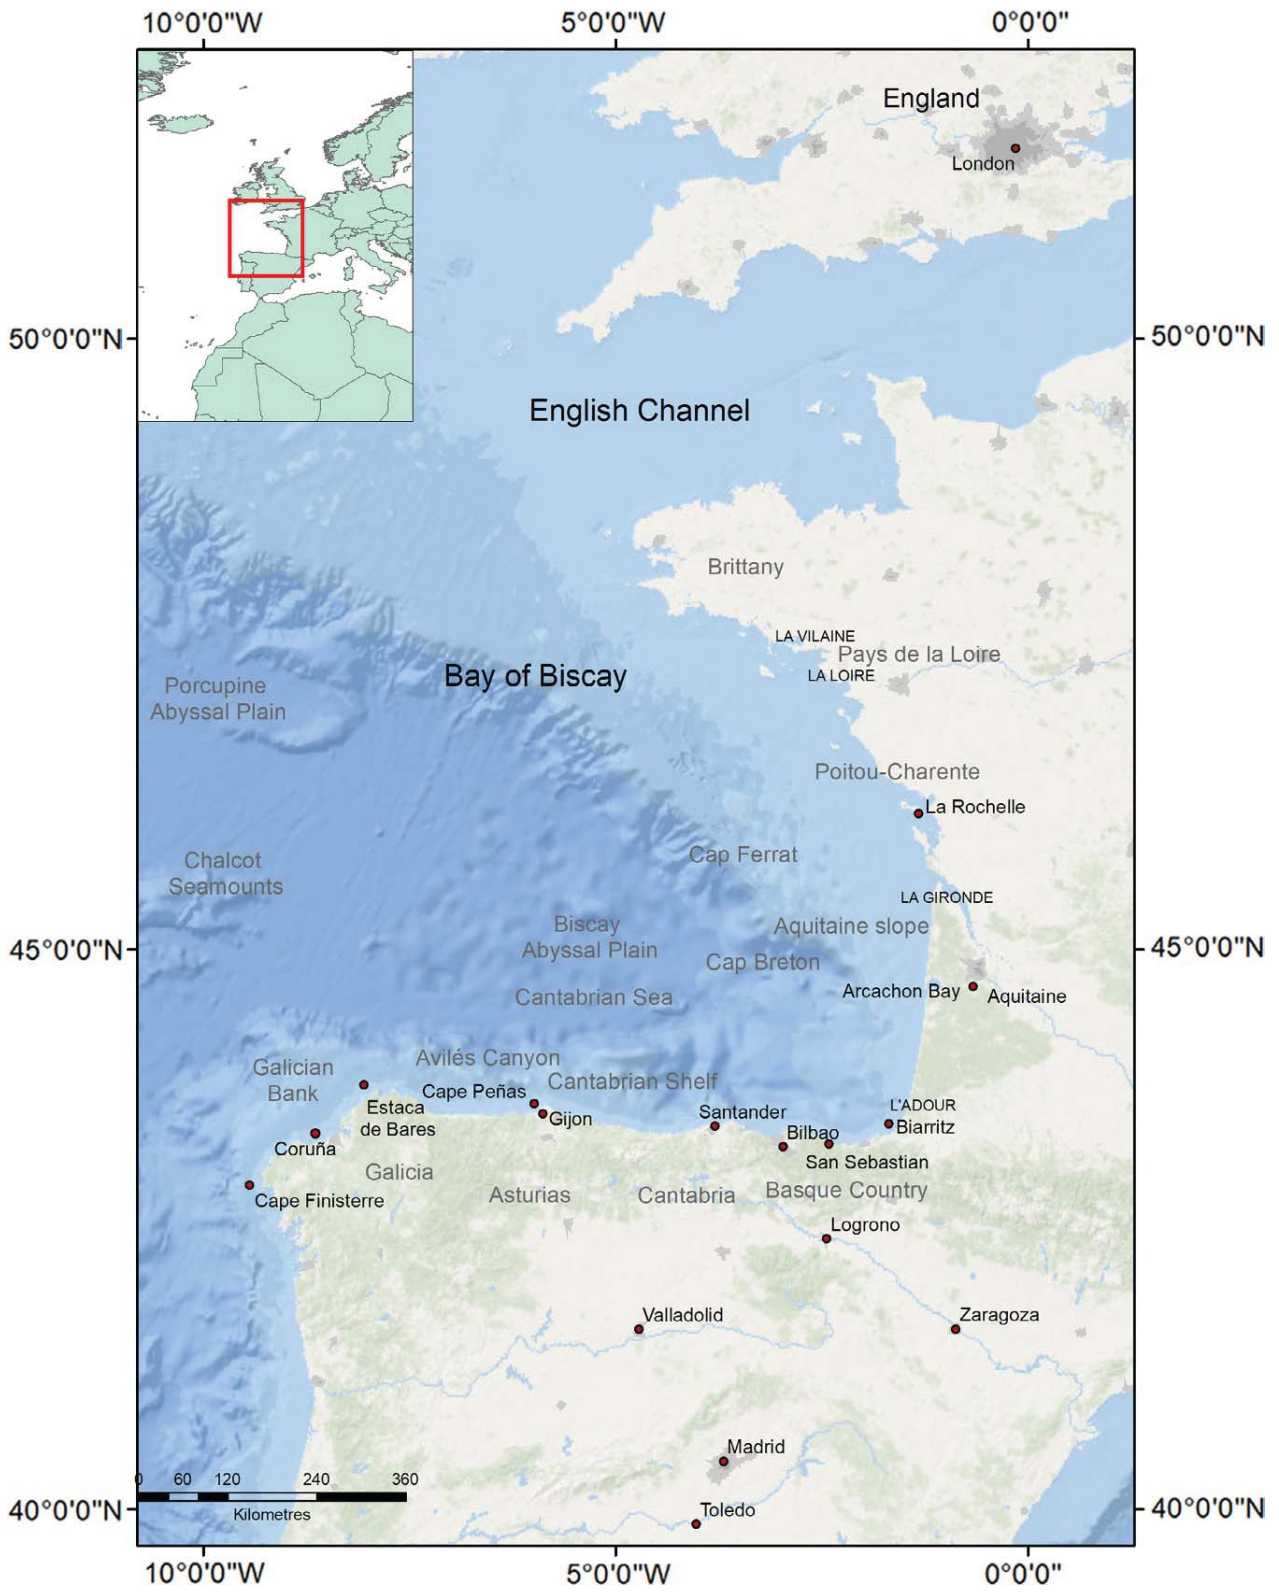 10°0'0"W 5°0'0"W 0°0'0"
England
London
50°0'0"N 50°0'0"N
English Channel
Brittany
LA VILAINE
Pays de la Loire
LA LOIRE
Bay of Biscay
Porcupine
Abyssal Plain
Poitou-Charente
La Rochelle
Cap Ferrat
Chalcot
Seamounts
LA GIRONDE
Biscay
Abyssal Plain
Aquitaine slope
45°0'0"N 45°0'0"N
Cap Breton
Arcachon Bay
Aquitaine
Cantabrian Sea
Avilés Canyon
Galician
Bank
Cantabrian Shelf
Cape Peñas
Estaca
de Bares
Gijon
Santander
L'ADOUR
Biarritz
Bilbao
Coruña
San Sebastian
Galicia
Asturias
Cantabria
Basque Country
Cape Finisterre
Logrono
Valladolid
Zaragoza
Madrid
0 60 120 240 360
Kilometres
Toledo
40°0'0"N 40°0'0"N
10°0'0"W 5°0'0"W 0°0'0"